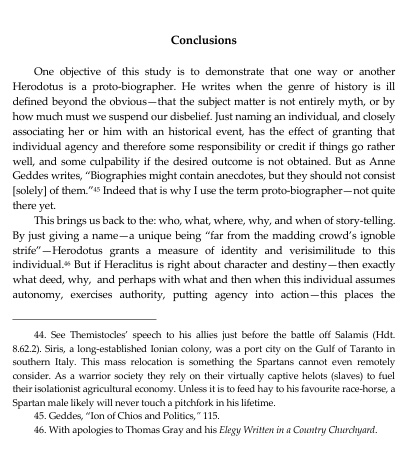 Conclusions
One objective of this study is to demonstrate that one way or another
Herodotus is a proto-biographer. He writes when the genre of history is ill
defined beyond the obvious—that the subject matter is not entirely myth, or by
how much must we suspend our disbelief. Just naming an individual, and closely
associating her or him with an historical event, has the effect of granting that
individual agency and therefore some responsibility or credit if things go rather
well, and some culpability if the desired outcome is not obtained. But as Anne
Geddes writes, “Biographies might contain anecdotes, but they should not consist
[solely] of them.”45 Indeed that is why I use the term proto-biographer—not quite
there yet.
This brings us back to the: who, what, where, why, and when of story-telling.
By just giving a name—a unique being “far from the madding crowd’s ignoble
strife”—Herodotus grants a measure of identity and verisimilitude to this
individual.46 But if Heraclitus is right about character and destiny—then exactly
what deed, why, and perhaps with what and then when this individual assumes
autonomy, exercises authority, putting agency into action—this places the
44. See Themistocles’ speech to his allies just before the battle off Salamis (Hdt.
8.62.2). Siris, a long-established Ionian colony, was a port city on the Gulf of Taranto in
southern Italy. This mass relocation is something the Spartans cannot even remotely
consider. As a warrior society they rely on their virtually captive helots (slaves) to fuel
their isolationist agricultural economy. Unless it is to feed hay to his favourite race-horse, a
Spartan male likely will never touch a pitchfork in his lifetime.
45. Geddes, “Ion of Chios and Politics,” 115.
46. With apologies to Thomas Gray and his Elegy Written in a Country Churchyard.